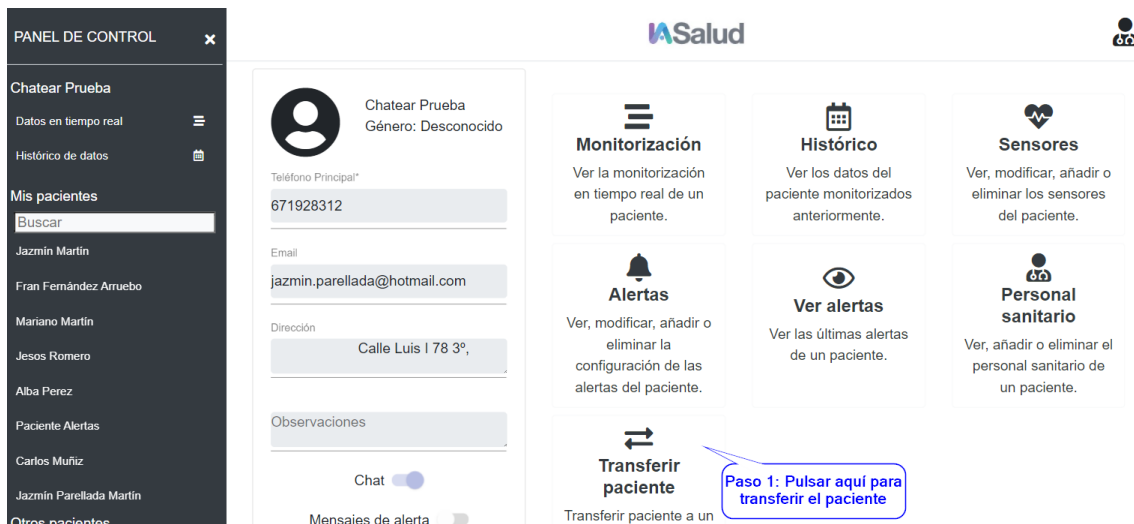 PANEL DE CONTROL
Chatear Prueba
Datos en tiempo real
Histórico de datos
Mis pacientes
Buscar
Jazmín Martín
Fran Fernández Arruebo
Mariano Martín
Jesos Romero
Alba Perez
Paciente Alertas
Carlos Muñiz
Jazmín Parellada Martín
Otros pacientes
IASalud
Chatear Prueba
Género: Desconocido
Teléfono Principal*
671928312
Email
jazmin.parellada@hotmail.com
Dirección
Calle Luis I 78 3º,
Observaciones
Chat
Mensajes de alerta
Monitorización
Ver la monitorización
en tiempo real de un
paciente.
Histórico
Ver los datos del
paciente monitorizados
anteriormente.
Sensores
Ver, modificar, añadir o
eliminar los sensores
del paciente.
Alertas
Ver, modificar, añadir o
eliminar la
configuración de las
alertas del paciente.
Ver alertas
Ver las últimas alertas
de un paciente.
Personal
sanitario
Ver, añadir o eliminar el
personal sanitario de
un paciente.
Transferir
paciente
Transferir paciente a un
Paso 1: Pulsar aquí para
transferir el paciente